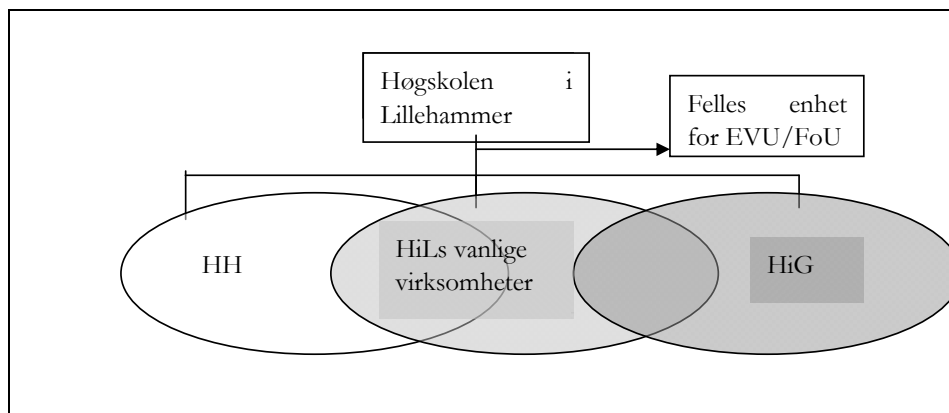 Høgskolen i
Lillehammer
Felles enhet
for EVU/FoU
HH
HiLs vanlige
virksomheter
HiG